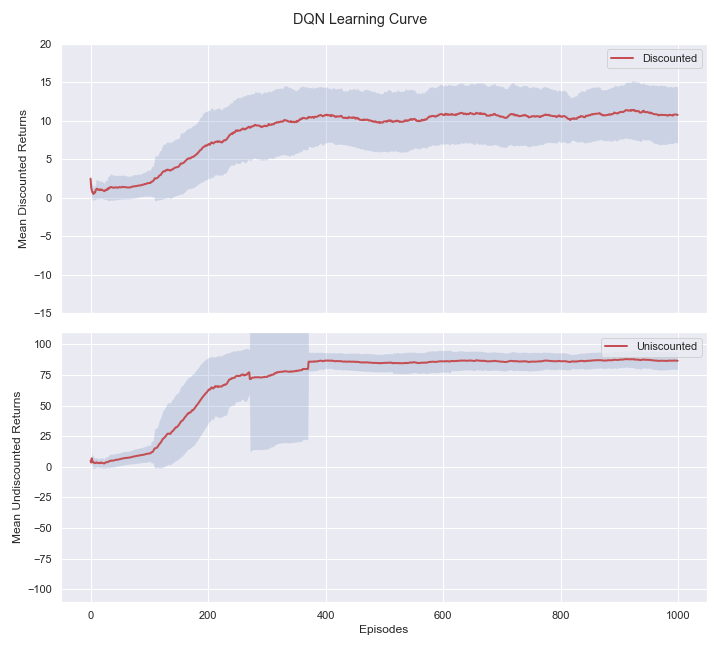 DQN Learning Curve
Mean Discounted Returns
20
15
10
5
0
−5
−10
−15
Discounted
Mean Undiscounted Returns
100
75
50
25
0
−25
−50
−75
−100
Uniscounted
0 200 400 600 800 1000
Episodes